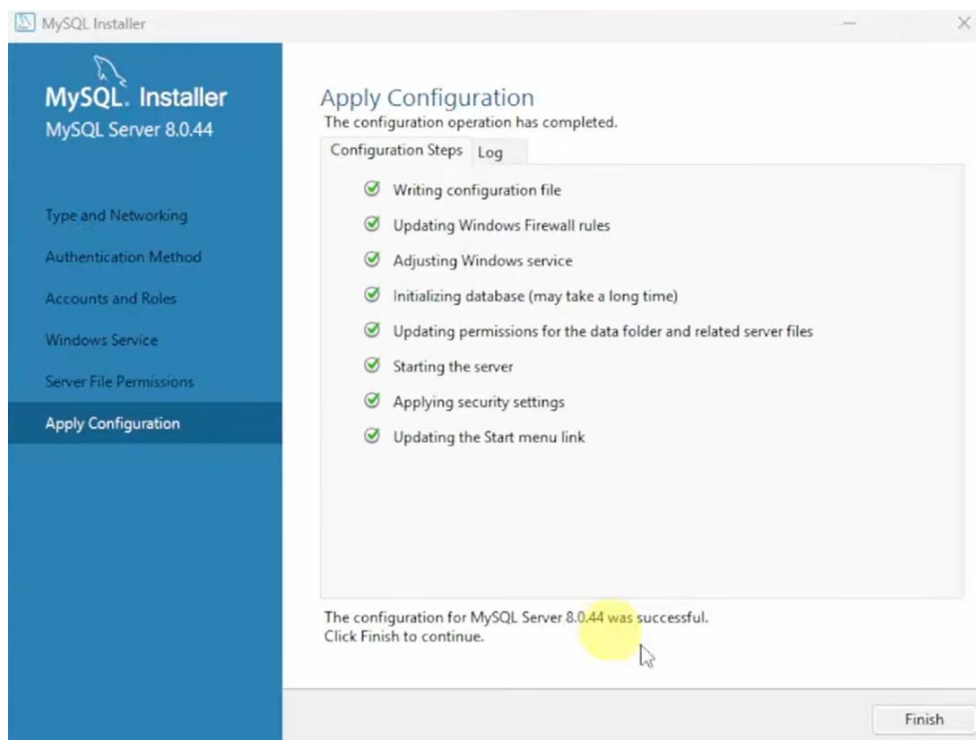 MySQL Installer
MySQL. Installer
MySQL Server 8.0.44
Type and Networking
Authentication Method
Accounts and Roles
Windows Service
Server File Permissions
Apply Configuration
Apply Configuration
The configuration operation has completed.
Configuration Steps Log
Writing configuration file
Updating Windows Firewall rules
Adjusting Windows service
Initializing database (may take a long time)
Updating permissions for the data folder and related server files
Starting the server
Applying security settings
Updating the Start menu link
The configuration for MySQL Server 8.0.44 was successful.
Click Finish to continue.
Finish